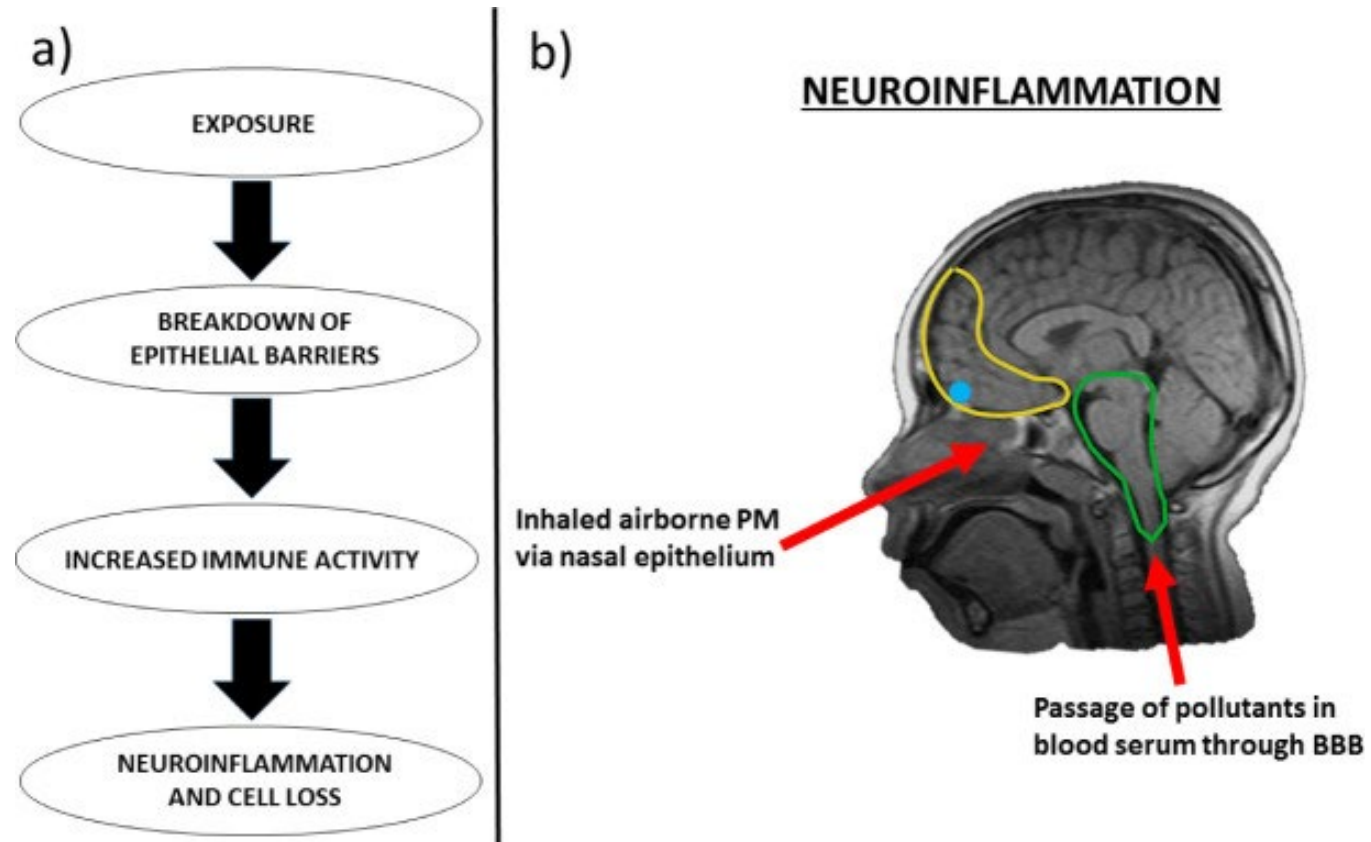 a)
EXPOSURE
BREAKDOWN OF
EPITHELIAL BARRIERS
INCREASED IMMUNE ACTIVITY
NEUROINFLAMMATION
AND CELL LOSS
b)
NEUROINFLAMMATION
Inhaled airborne PM
via nasal epithelium
Passage of pollutants in
blood serum through BBB